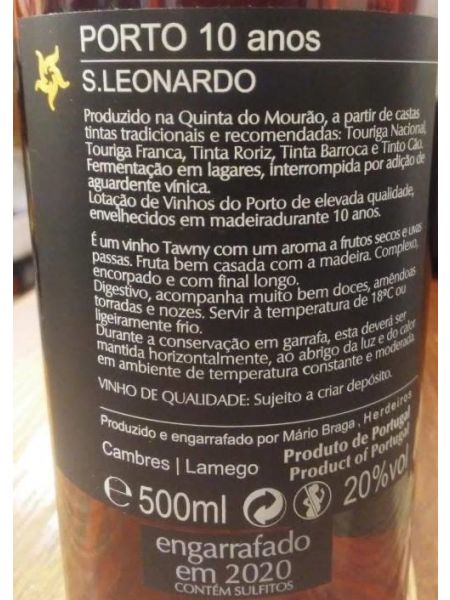 PORTO 10 anos
S.LEONARDO
Produzido na Quinta do Mourão, a partir de castas
tintas tradicionais e recomendadas: Touriga Nacional,
Touriga Franca, Tinta Roriz, Tinta Barroca e Tinto Cão.
Fermentação em lagares, interrompida por adição de
aguardente vínica.
Lotação de Vinhos do Porto de elevada qualidade,
envelhecidos em madeiradurante 10 anos.
É um vinho Tawny com um aroma a frutos secos e uvas
passas. Fruta bem casada com a madeira. Complexo,
encorpado e com final longo.
Digestivo, acompanha muito bem doces, amêndoas
torradas e nozes. Servir à temperatura de 18ºC ou
ligeiramente frio.
Durante a conservação em garrafa, esta deverá ser
mantida horizontalmente, ao abrigo da luz e do calor
em ambiente de temperatura constante e moderada.
VINHO DE QUALIDADE: Sujeito a criar depósito.
Produzido e engarrafado por Mário Braga, Herdeiros
Cambres | Lamego
Produto de Portugal
Product of Portugal
℮ 500ml
20%vol
engarrafado
em 2020
CONTÉM SULFITOS